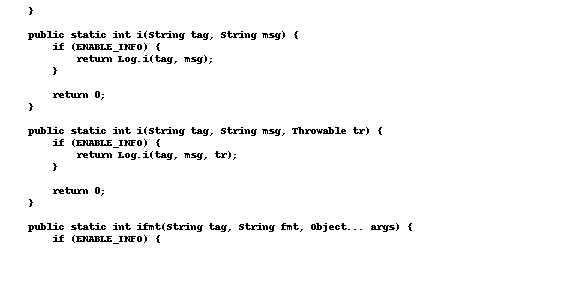 }

public static int i(String tag, String msg) {
    if (ENABLE_INFO) {
        return Log.i(tag, msg);
    }

    return 0;
}

public static int i(String tag, String msg, Throwable tr) {
    if (ENABLE_INFO) {
        return Log.i(tag, msg, tr);
    }

    return 0;
}

public static int ifmt(String tag, String fmt, Object... args) {
    if (ENABLE_INFO) {